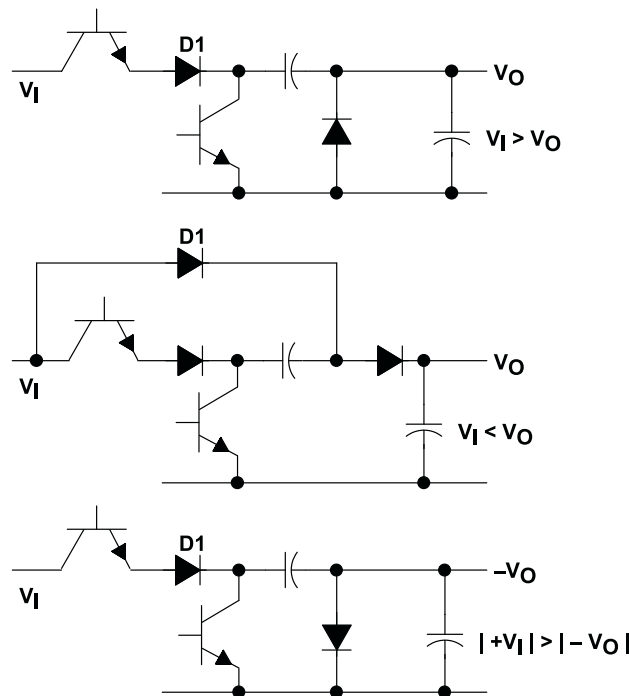 D1
VO
VI
VI > VO
D1
VO
VI
VI < VO
D1
–VO
VI
| +VI | > | – VO |